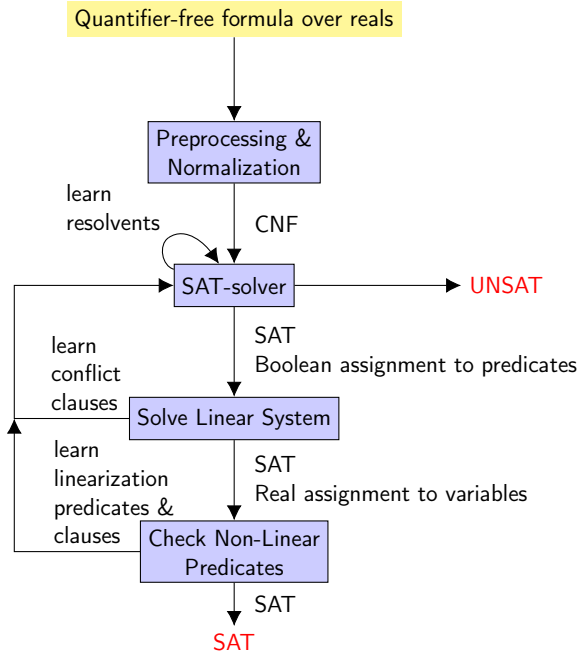 Quantifier-free formula over reals
Preprocessing &
Normalization
learn
resolvents
CNF
SAT-solver
UNSAT
SAT
Boolean assignment to predicates
learn
conflict
clauses
Solve Linear System
learn
linearization
predicates &
clauses
SAT
Real assignment to variables
Check Non-Linear
Predicates
SAT
SAT